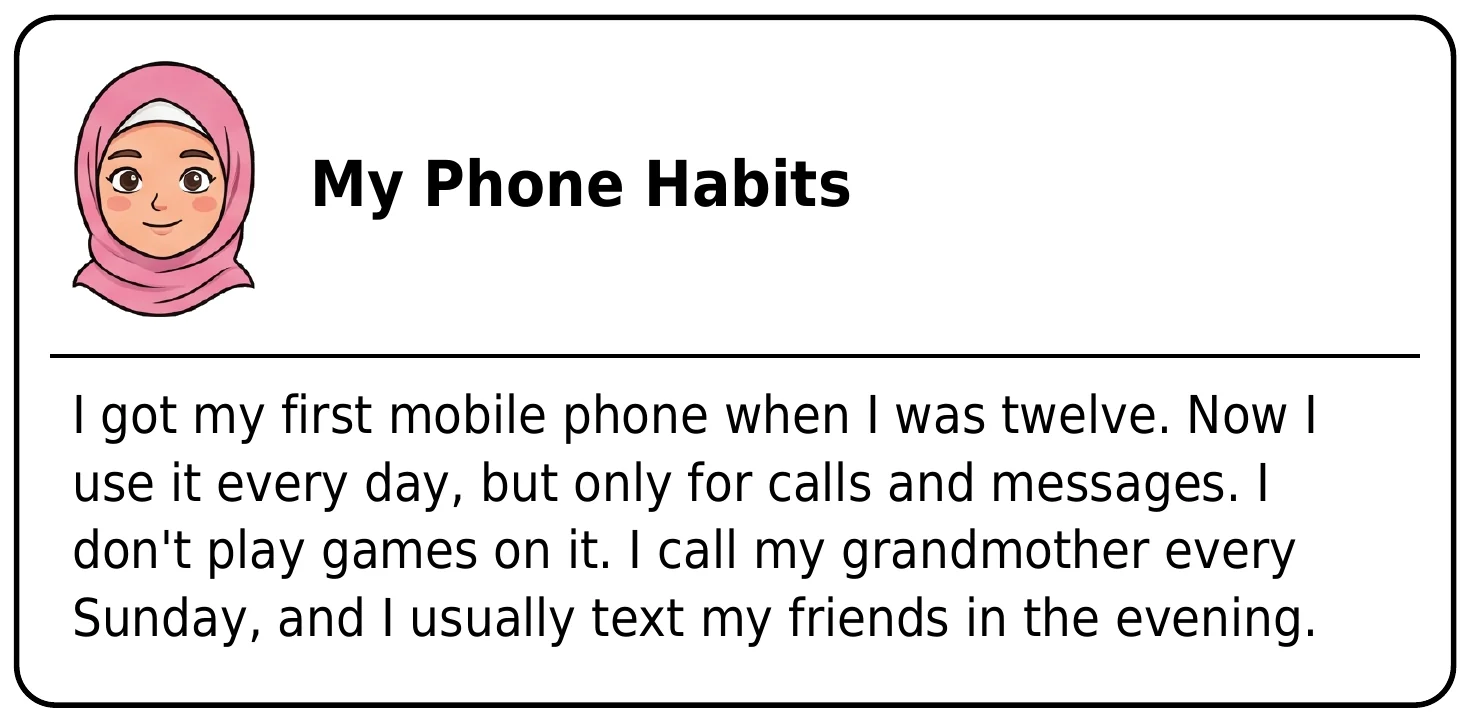 My Phone Habits
I got my first mobile phone when I was twelve. Now I
use it every day, but only for calls and messages. I
don't play games on it. I call my grandmother every
Sunday, and I usually text my friends in the evening.